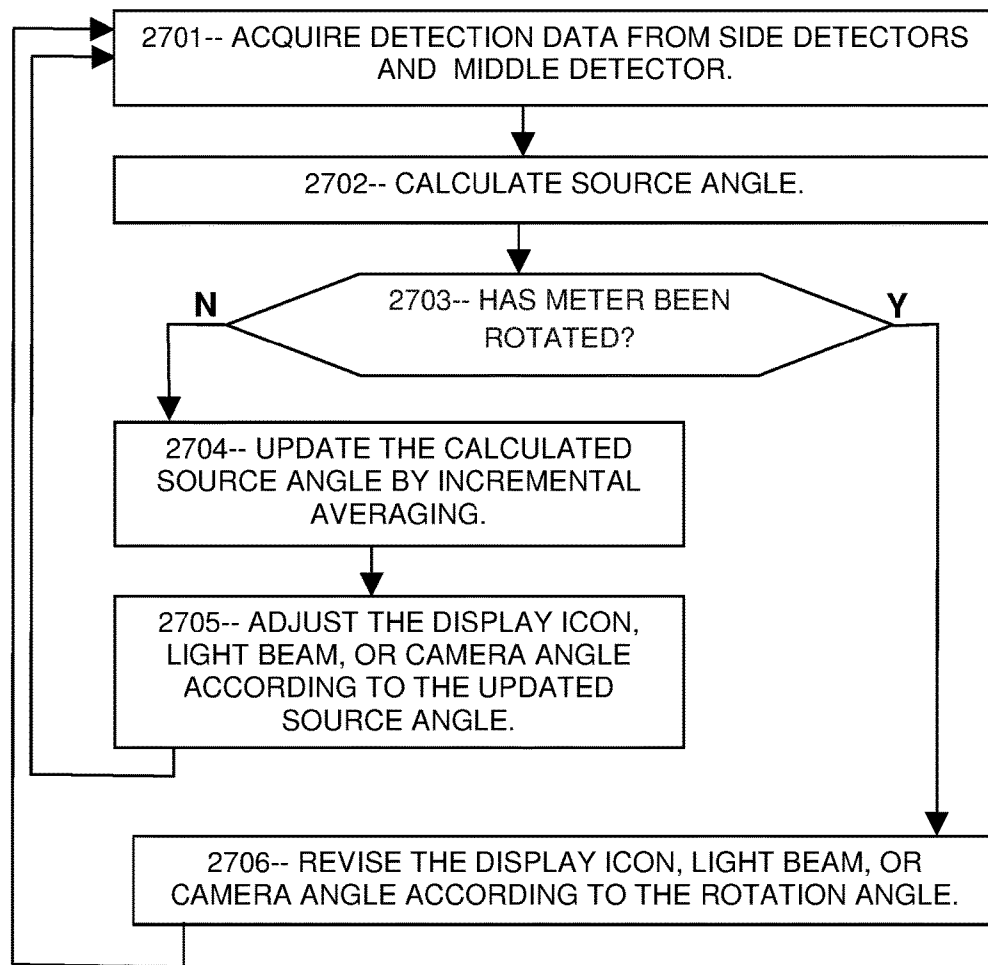 2701-- ACQUIRE DETECTION DATA FROM SIDE DETECTORS
AND MIDDLE DETECTOR.
2702-- CALCULATE SOURCE ANGLE.
2703-- HAS METER BEEN
ROTATED?
N
Y
2704-- UPDATE THE CALCULATED
SOURCE ANGLE BY INCREMENTAL
AVERAGING.
2705-- ADJUST THE DISPLAY ICON,
LIGHT BEAM, OR CAMERA ANGLE
ACCORDING TO THE UPDATED
SOURCE ANGLE.
2706-- REVISE THE DISPLAY ICON, LIGHT BEAM, OR
CAMERA ANGLE ACCORDING TO THE ROTATION ANGLE.